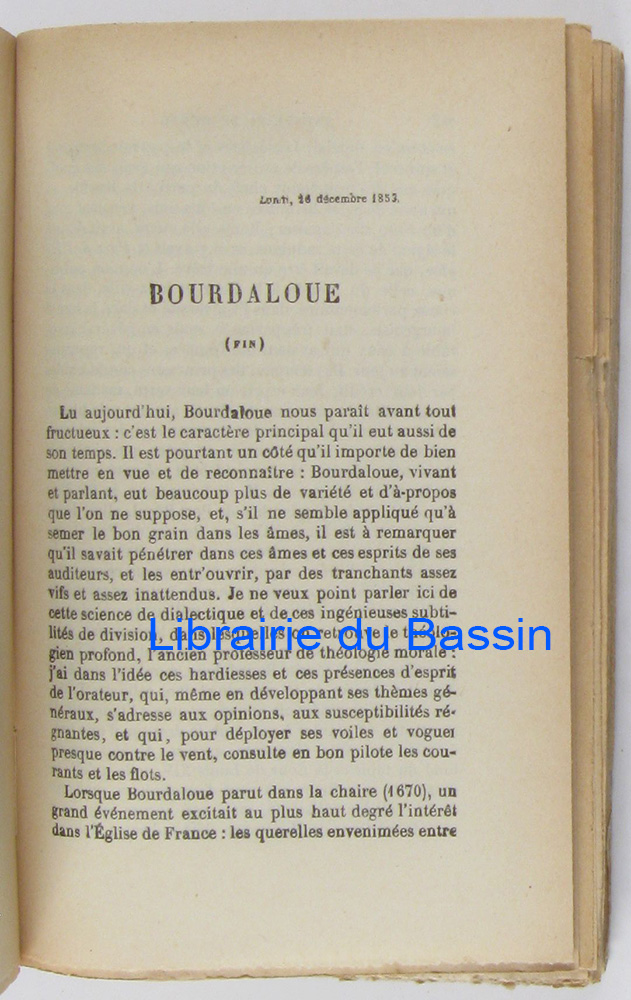 Lundi, 26 décembre 1853.
BOURDALOUE
(FIN)
Lu aujourd'hui, Bourdaloue nous paraît avant tout
fructueux : c'est le caractère principal qu'il eut aussi de
son temps. Il est pourtant un côté qu'il importe de bien
mettre en vue et de reconnaître : Bourdaloue, vivant
et parlant, eut beaucoup plus de variété et d'à-propos
que l'on ne suppose, et, s'il ne semble appliqué qu'à
semer le bon grain dans les âmes, il est à remarquer
qu'il savait pénétrer dans ces âmes et ces esprits de ses
auditeurs, et les entr'ouvrir, par des tranchants assez
vifs et assez inattendus. Je ne veux point parler ici de
cette science de dialectique et de ces ingénieuses subti-
lités de division, dans lesquelles on retrouve le théolo-
gien profond, l'ancien professeur de théologie morale :
Librairie du Bassin
j'ai dans l'idée ces hardiesses et ces présences d'esprit
de l'orateur, qui, même en développant ses thèmes gé-
néraux, s'adresse aux opinions, aux susceptibilités ré-
gnantes, et qui, pour déployer ses voiles et voguer
presque contre le vent, consulte en bon pilote les cou-
rants et les flots.
Lorsque Bourdaloue parut dans la chaire (1670), un
grand événement excitait au plus haut degré l'intérêt
dans l'Église de France : les querelles envenimées entre